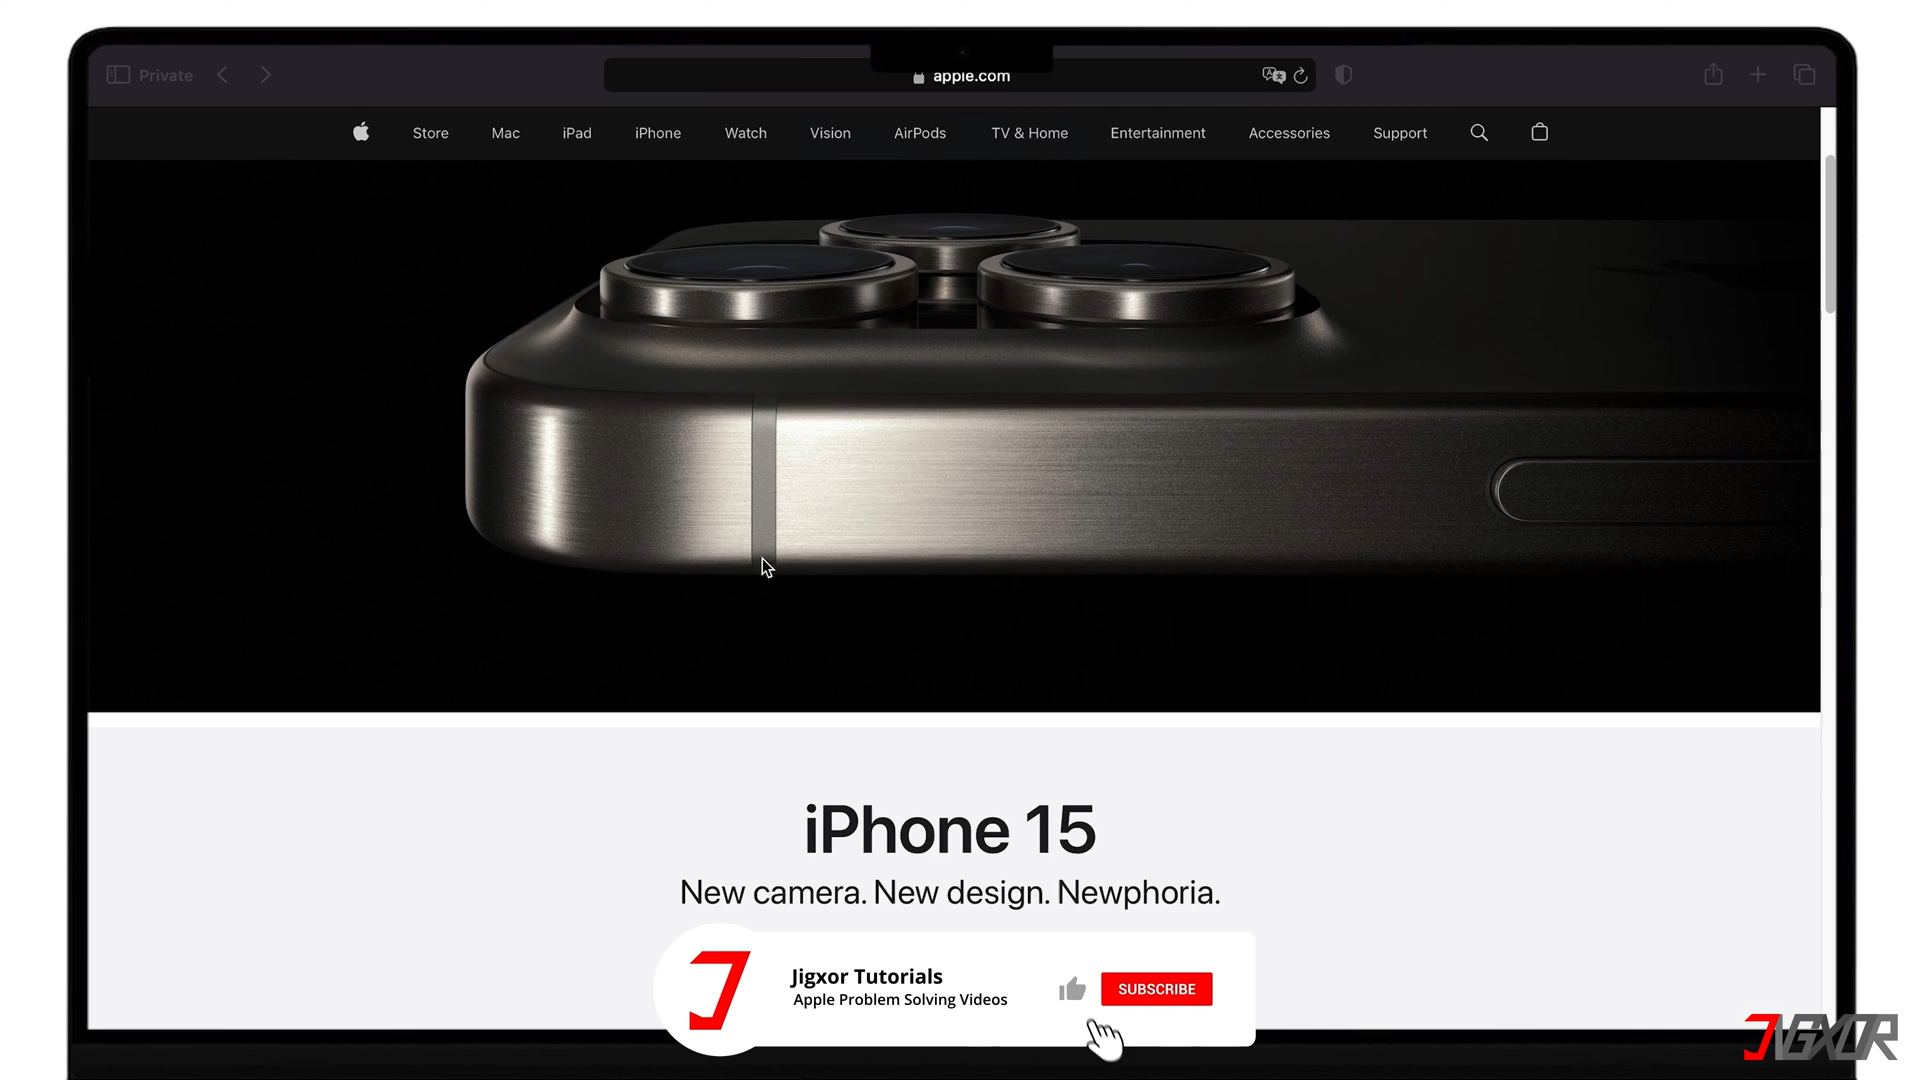 Private
apple.com
Store Mac iPad iPhone Watch Vision AirPods TV & Home Entertainment Accessories Support
iPhone 15
New camera. New design. Newphoria.
Jigxor Tutorials
Apple Problem Solving Videos
SUBSCRIBE
JIGXOR